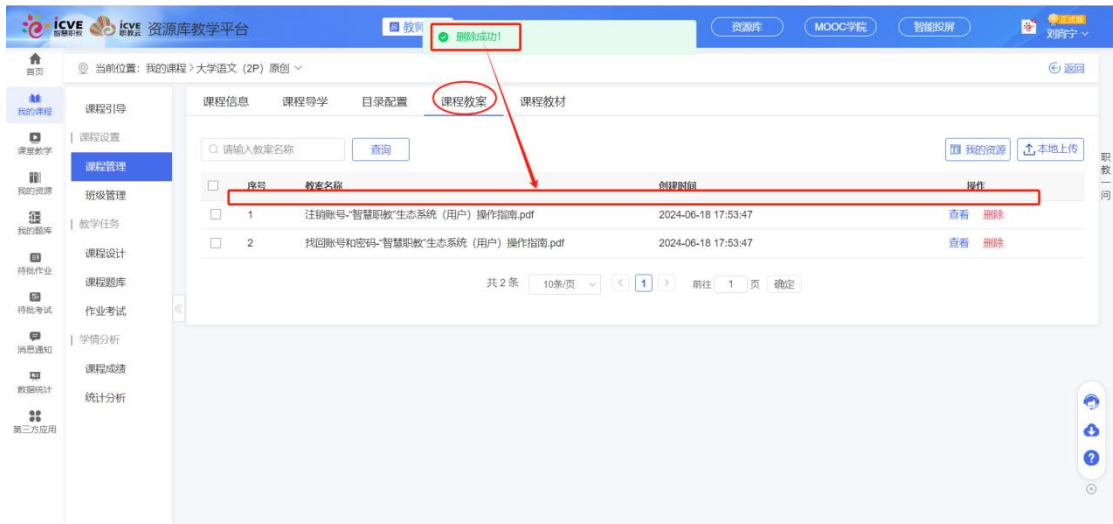 icve 智慧职教 icve 职教云 资源库教学平台 教师 删除成功! 资源库 MOOC学院 智能投屏 正式版 刘宵宁
首页 当前位置：我的课程 > 大学语文（2P）原创 返回
我的课程
课堂教学
我的资源
我的题库
待批作业
待批考试
消息通知
数据统计
第三方应用
课程引导
课程设置
课程管理
班级管理
教学任务
课程设计
课程题库
作业考试
学情分析
课程成绩
统计分析
课程信息 课程导学 目录配置 课程教案 课程教材
请输入教案名称 查询 我的资源 本地上传
序号 教案名称 创建时间 操作
1 注销账号-“智慧职教”生态系统（用户）操作指南.pdf 2024-06-18 17:53:47 查看 删除
2 找回账号和密码-“智慧职教”生态系统（用户）操作指南.pdf 2024-06-18 17:53:47 查看 删除
共 2 条 10条/页 < 1 > 前往 1 页 确定
职教一问